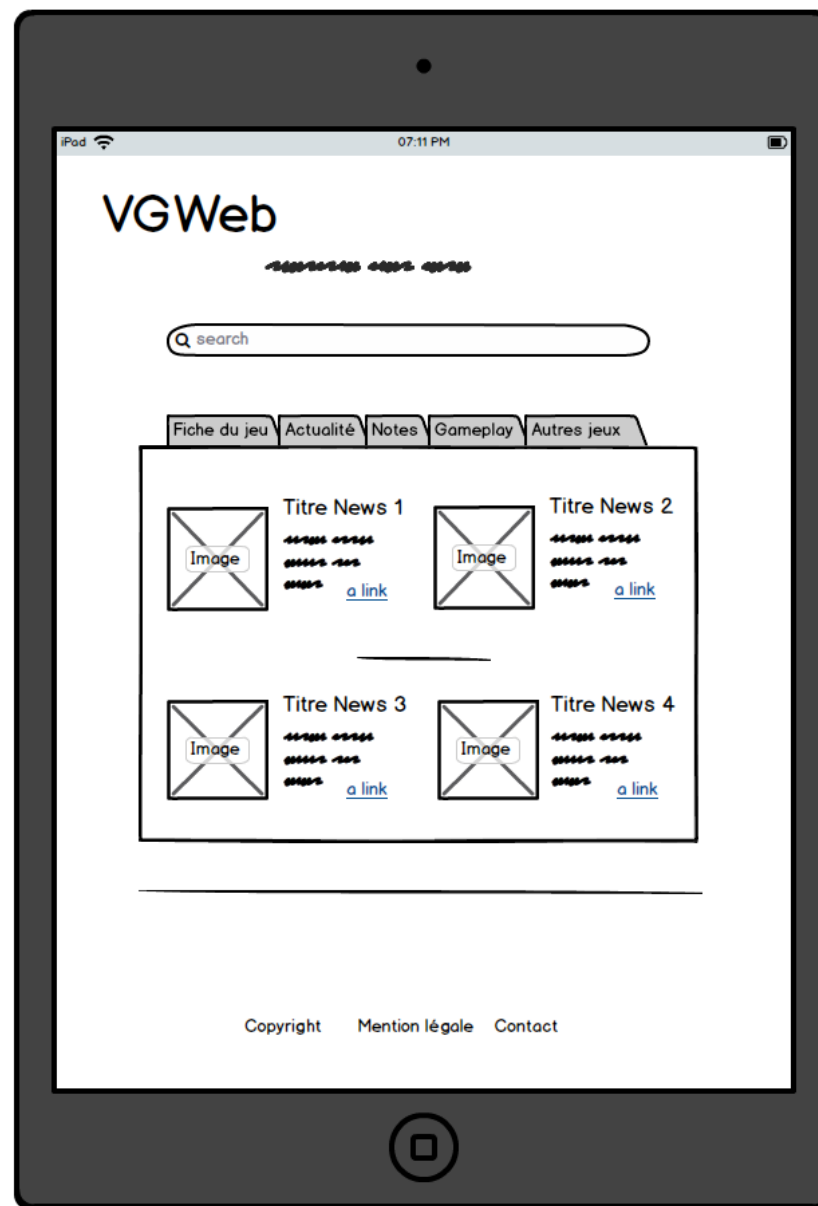 iPad 07:11 PM
VGWeb
search
Fiche du jeu Actualité Notes Gameplay Autres jeux
Titre News 1
Image
a link
Titre News 2
Image
a link
Titre News 3
Image
a link
Titre News 4
Image
a link
Copyright Mention légale Contact